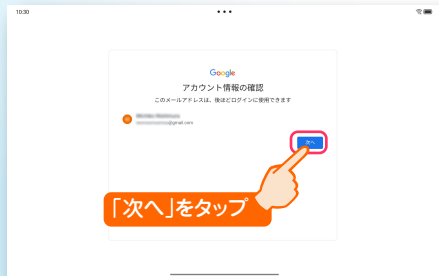 10:30
Google
アカウント情報の確認
このメールアドレスは、後ほどログインに使用できます
@gmail.com
次へ
「次へ」をタップ